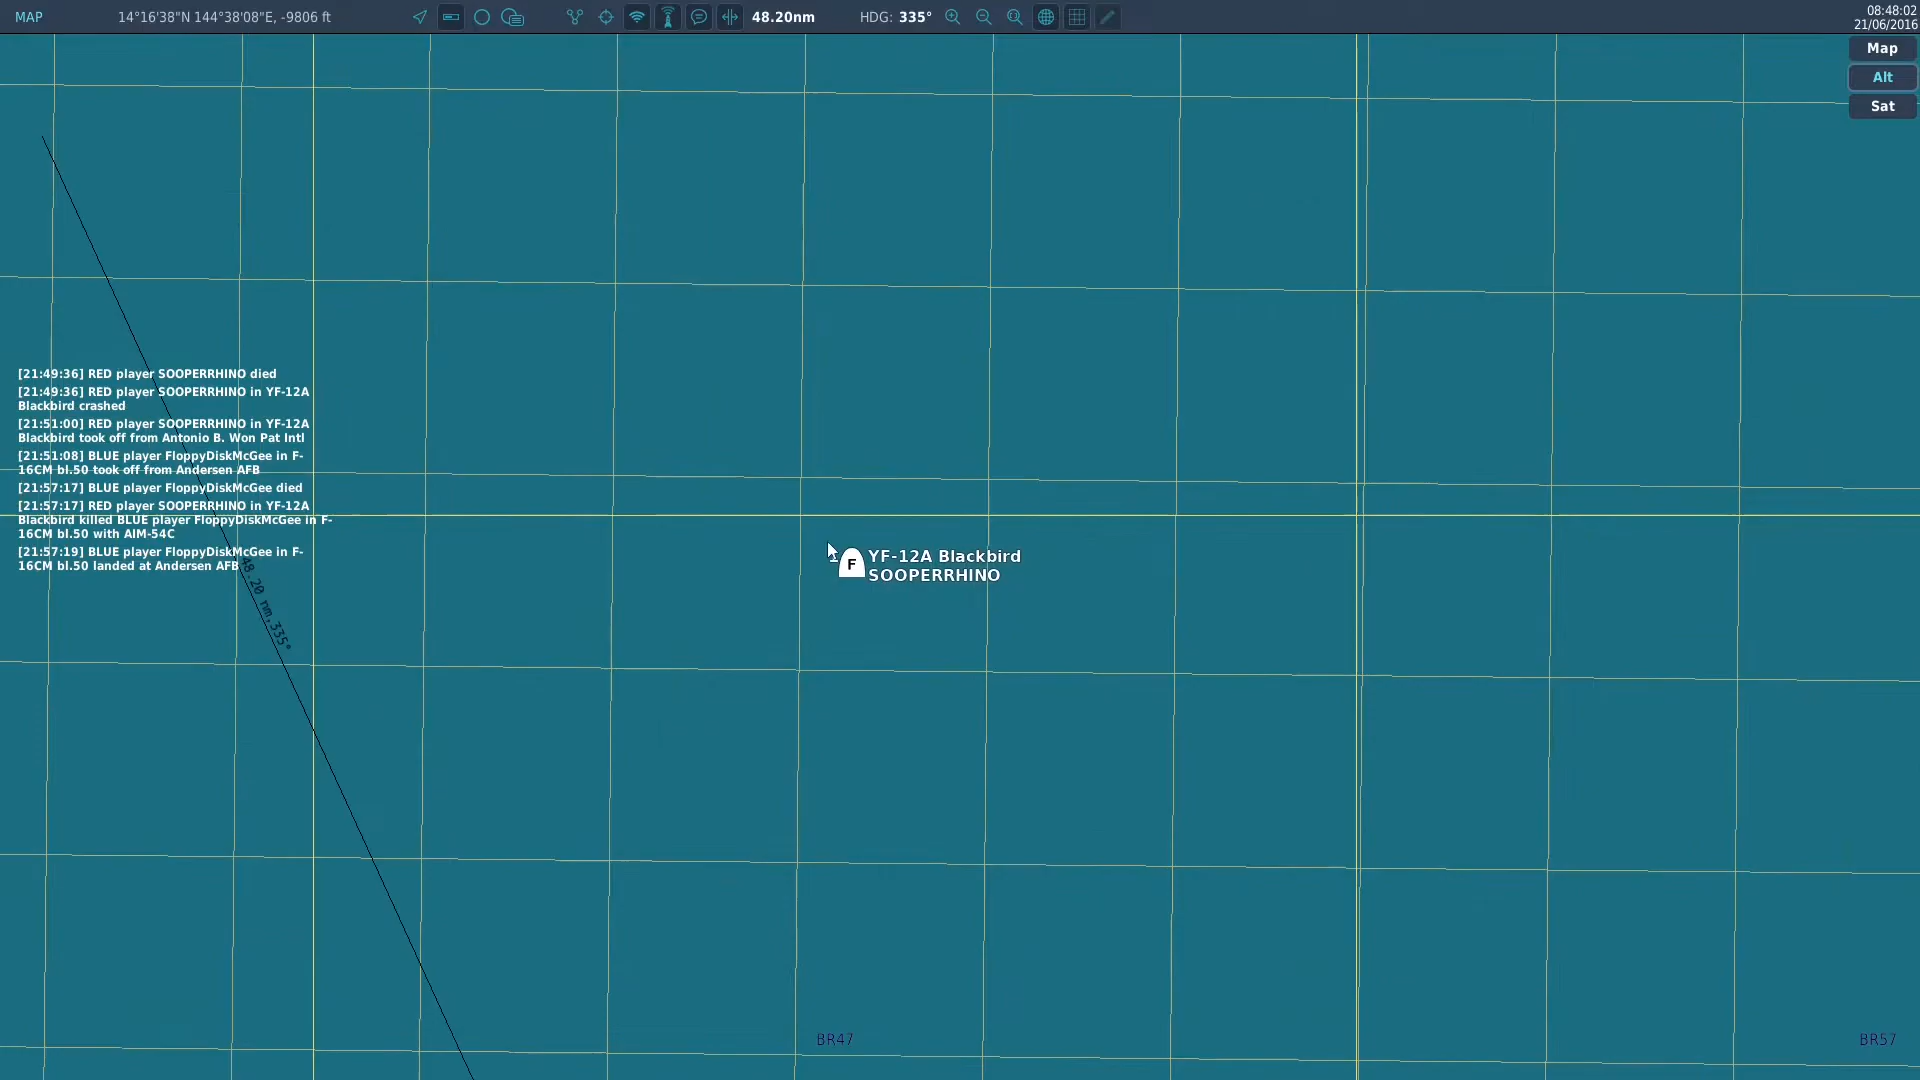 MAP 14°16'38"N 144°38'08"E, -9806 ft 48.20nm HDG: 335° 08:48:02
21/06/2016
Map
Alt
Sat
[21:49:36] RED player SOOPERRHINO died
[21:49:36] RED player SOOPERRHINO in YF-12A
Blackbird crashed
[21:51:00] RED player SOOPERRHINO in YF-12A
Blackbird took off from Antonio B. Won Pat Intl
[21:51:08] BLUE player FloppyDiskMcGee in F-
16CM bl.50 took off from Andersen AFB
[21:57:17] BLUE player FloppyDiskMcGee died
[21:57:17] RED player SOOPERRHINO in YF-12A
Blackbird killed BLUE player FloppyDiskMcGee in F-
16CM bl.50 with AIM-54C
[21:57:19] BLUE player FloppyDiskMcGee in F-
16CM bl.50 landed at Andersen AFB
48.20 nm,335°
1 F YF-12A Blackbird
SOOPERRHINO
BR47
BR57